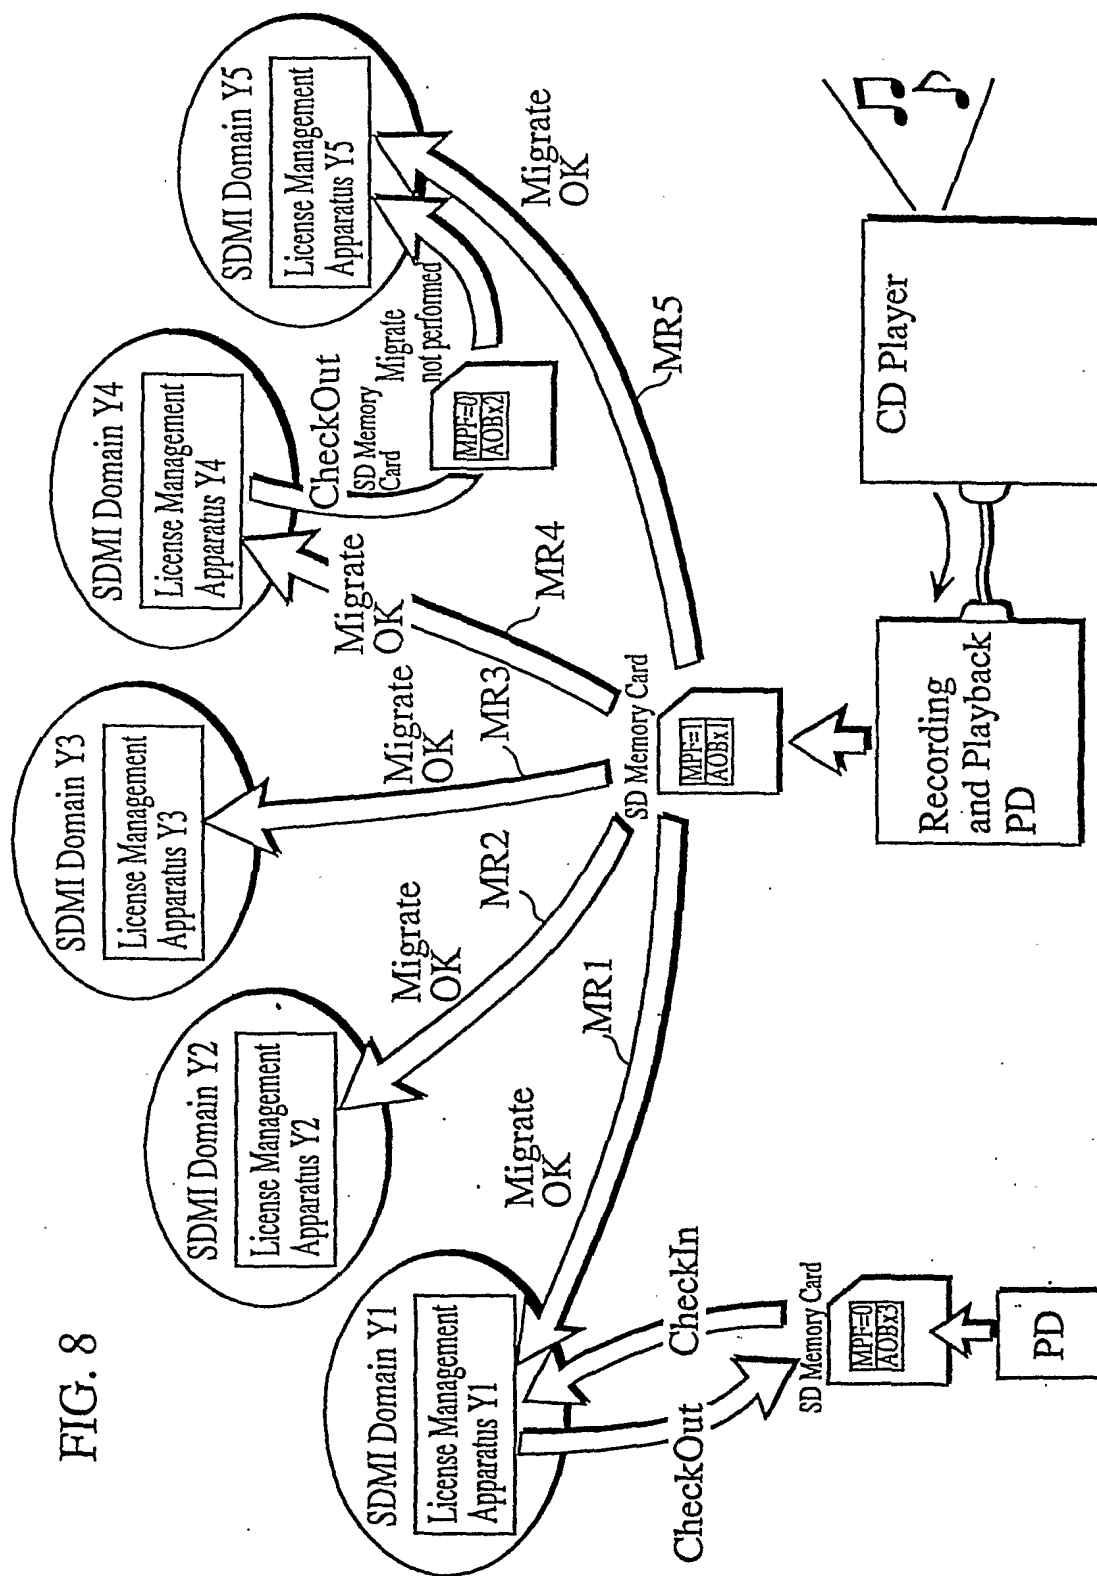 FIG. 8
SDMI Domain Y1
License Management
Apparatus Y1
SDMI Domain Y2
License Management
Apparatus Y2
SDMI Domain Y3
License Management
Apparatus Y3
SDMI Domain Y4
License Management
Apparatus Y4
SDMI Domain Y5
License Management
Apparatus Y5
CheckOut
CheckIn
Migrate
OK
MR1
Migrate
OK
MR2
Migrate
OK
MR3
Migrate
OK
MR4
CheckOut
SD Memory
Card
MPF=0
AOBx2
Migrate
not performed
Migrate
OK
MR5
SD Memory Card
MPF=1
AOBx1
SD Memory Card
MPF=0
AOBx3
PD
Recording
and Playback
PD
CD Player